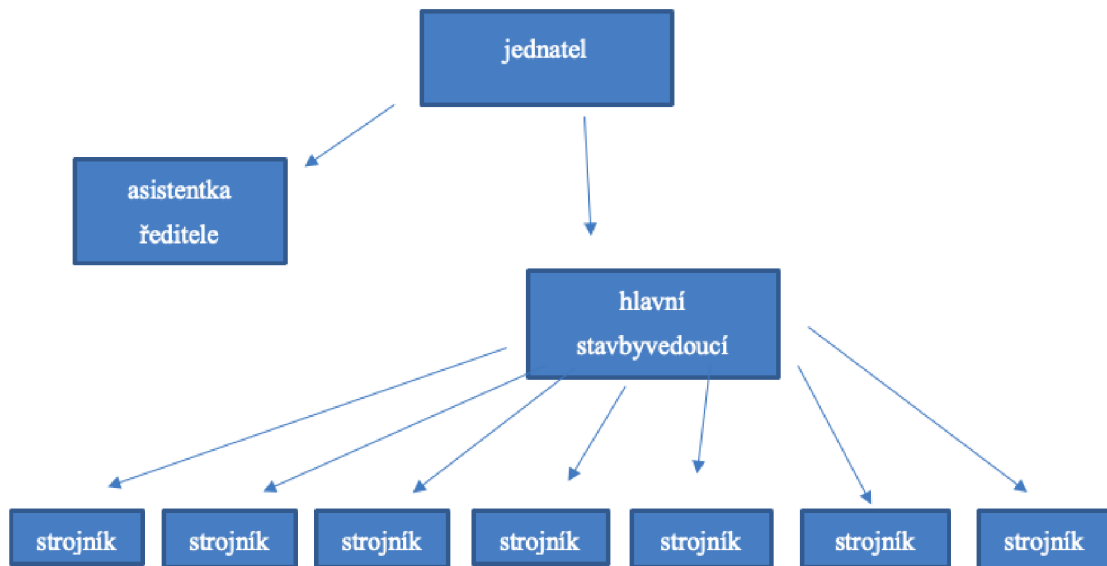 jednatel
asistentka
ředitele
hlavní
stavbyvedoucí
strojník
strojník
strojník
strojník
strojník
strojník
strojník